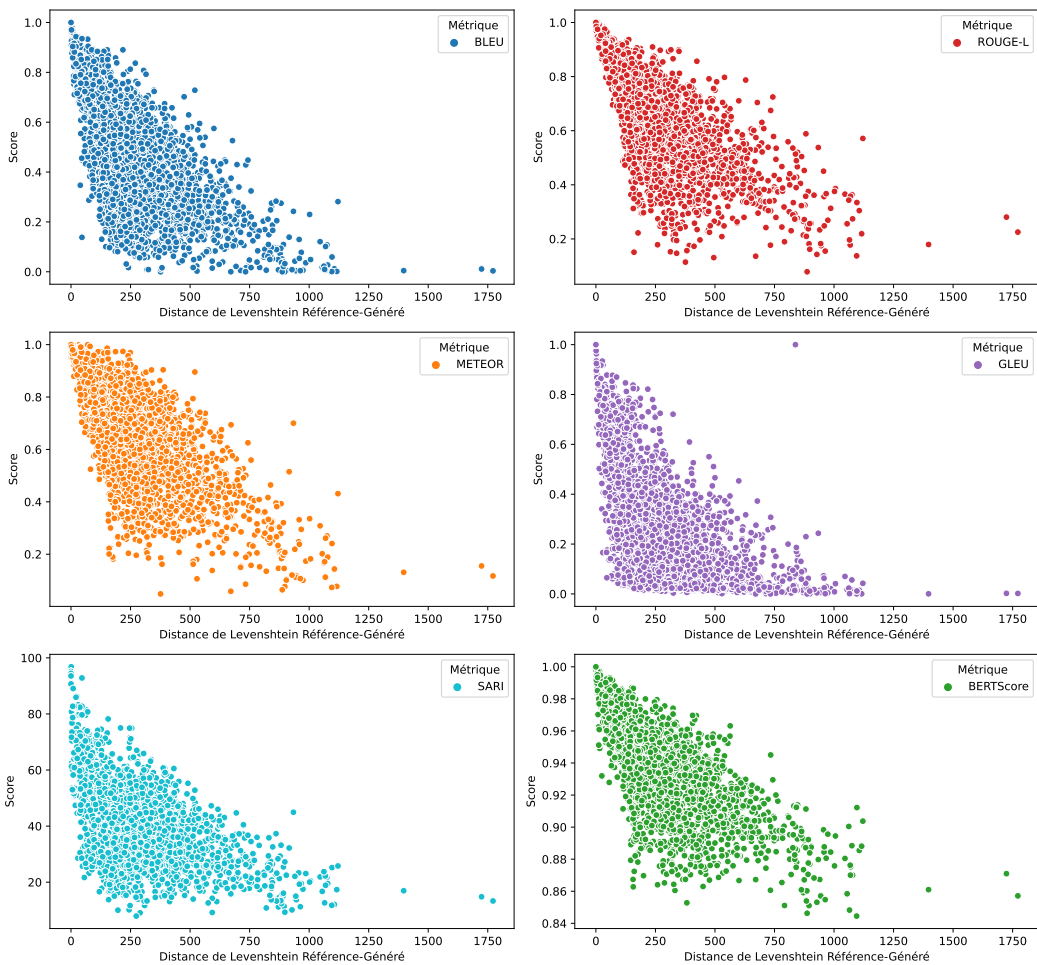 Métrique
BLEU
1.0
0.8
0.6
0.4
0.2
0.0
Score
0 250 500 750 1000 1250 1500 1750
Distance de Levenshtein Référence-Généré
Métrique
ROUGE-L
1.0
0.8
0.6
0.4
0.2
Score
0 250 500 750 1000 1250 1500 1750
Distance de Levenshtein Référence-Généré
Métrique
METEOR
1.0
0.8
0.6
0.4
0.2
Score
0 250 500 750 1000 1250 1500 1750
Distance de Levenshtein Référence-Généré
Métrique
GLEU
1.0
0.8
0.6
0.4
0.2
0.0
Score
0 250 500 750 1000 1250 1500 1750
Distance de Levenshtein Référence-Généré
Métrique
SARI
100
80
60
40
20
Score
0 250 500 750 1000 1250 1500 1750
Distance de Levenshtein Référence-Généré
Métrique
BERTScore
1.00
0.98
0.96
0.94
0.92
0.90
0.88
0.86
0.84
Score
0 250 500 750 1000 1250 1500 1750
Distance de Levenshtein Référence-Généré